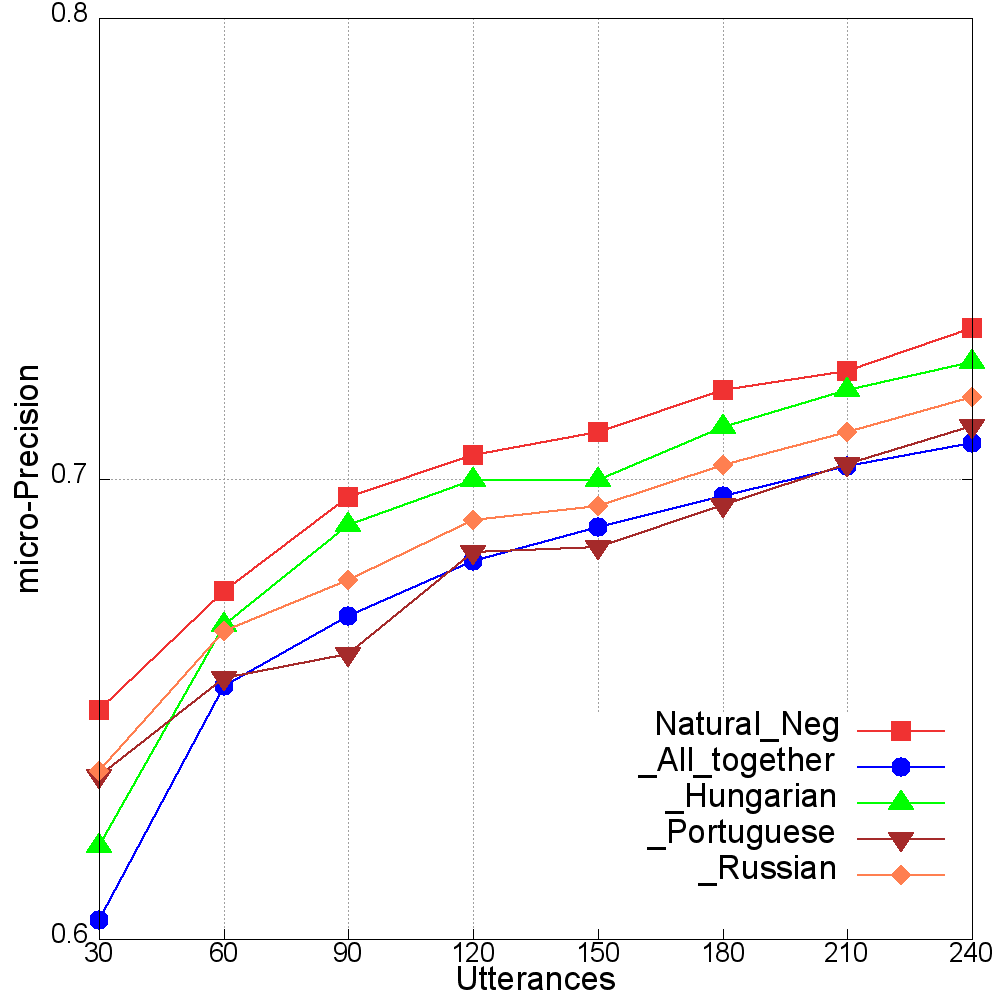 0.8
0.7
0.6
micro-Precision
30 60 90 120 150 180 210 240
Utterances
Natural_Neg
_All_together
_Hungarian
_Portuguese
_Russian